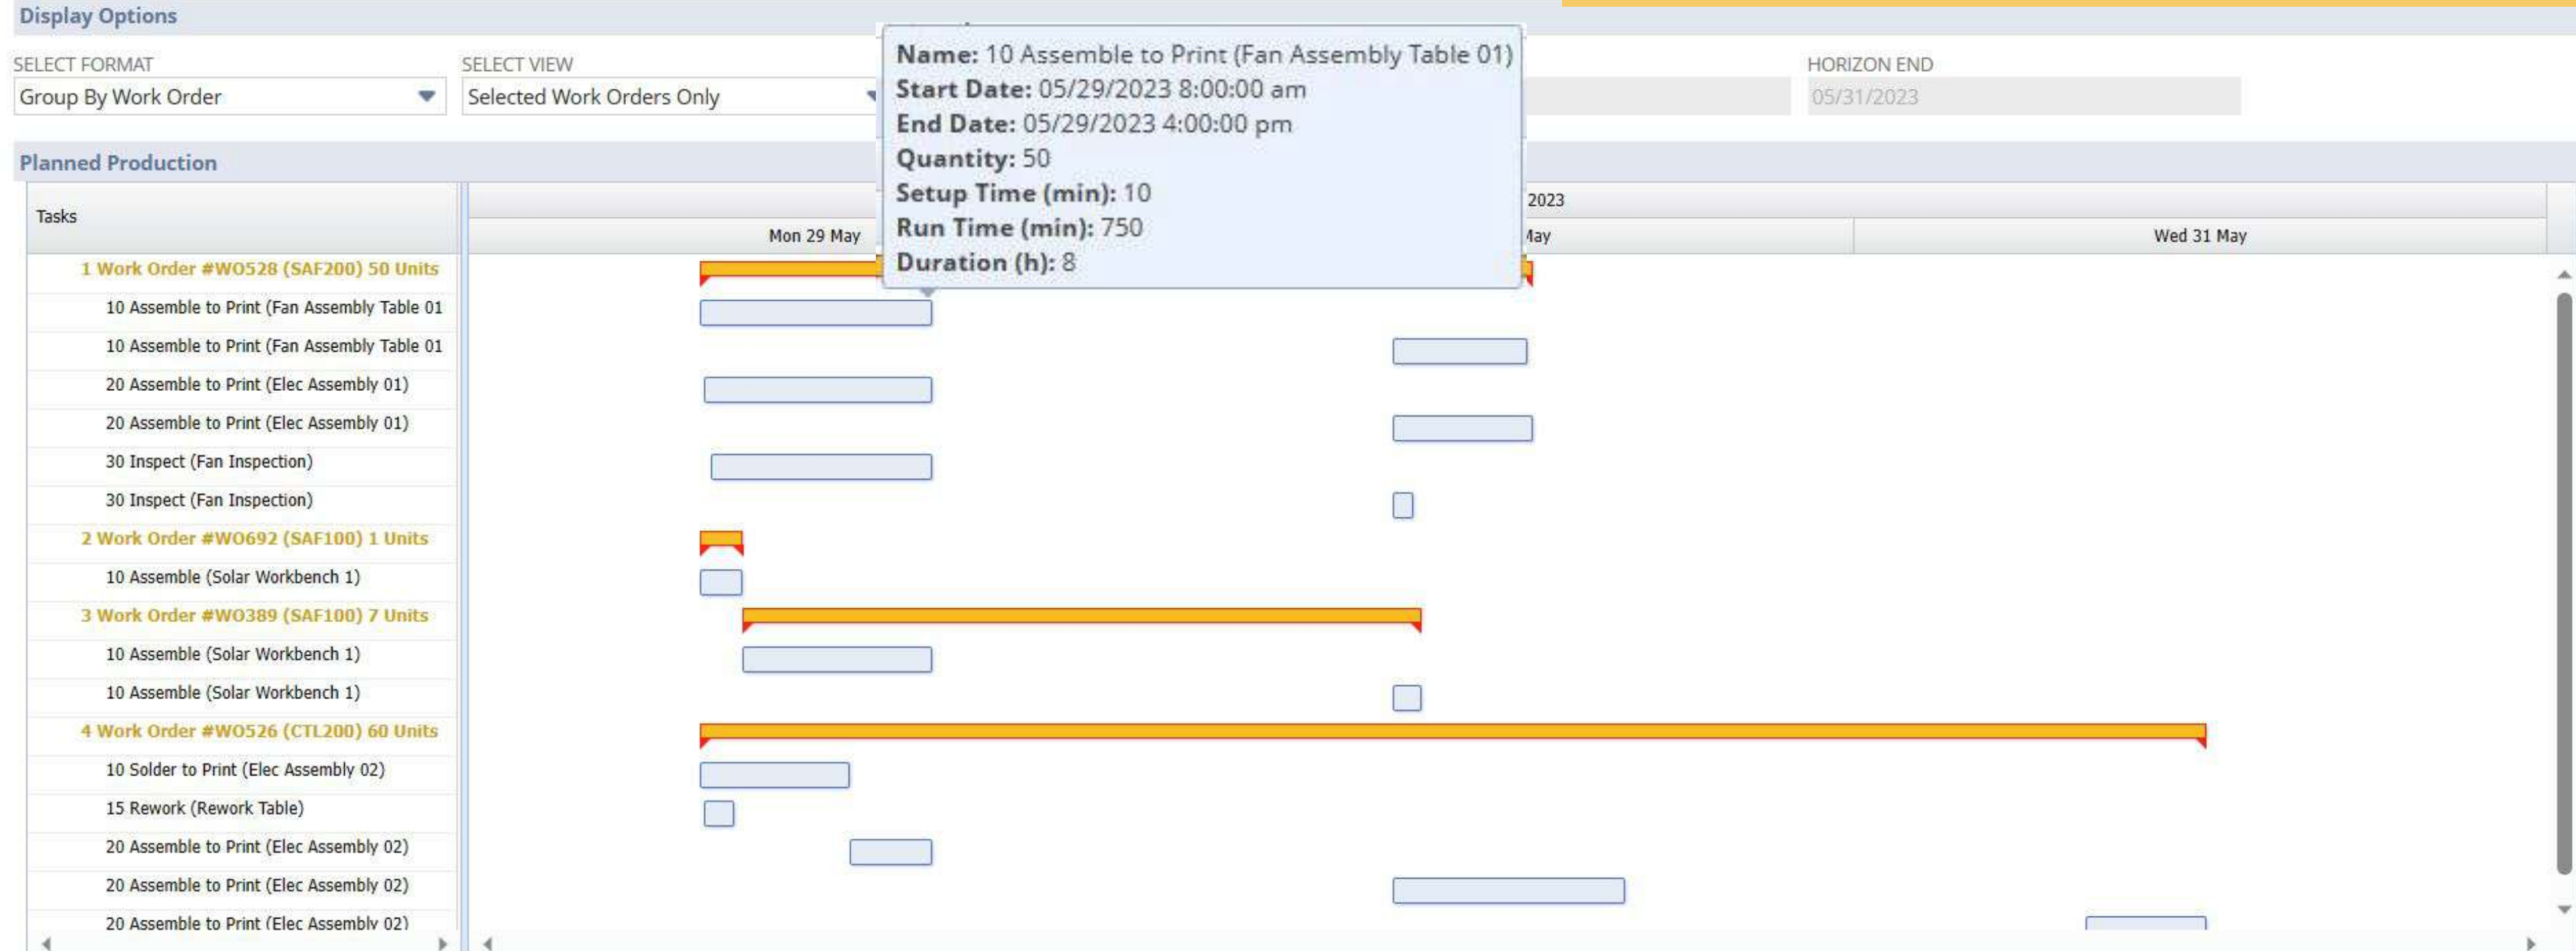 Display Options
SELECT FORMAT
Group By Work Order
SELECT VIEW
Selected Work Orders Only
Name: 10 Assemble to Print (Fan Assembly Table 01)
Start Date: 05/29/2023 8:00:00 am
End Date: 05/29/2023 4:00:00 pm
Quantity: 50
Setup Time (min): 10
Run Time (min): 750
Duration (h): 8
HORIZON END
05/31/2023
Planned Production
Tasks
2023
Mon 29 May
May
Wed 31 May
1 Work Order #WO528 (SAF200) 50 Units
10 Assemble to Print (Fan Assembly Table 01
10 Assemble to Print (Fan Assembly Table 01
20 Assemble to Print (Elec Assembly 01)
20 Assemble to Print (Elec Assembly 01)
30 Inspect (Fan Inspection)
30 Inspect (Fan Inspection)
2 Work Order #WO692 (SAF100) 1 Units
10 Assemble (Solar Workbench 1)
3 Work Order #WO389 (SAF100) 7 Units
10 Assemble (Solar Workbench 1)
10 Assemble (Solar Workbench 1)
4 Work Order #WO526 (CTL200) 60 Units
10 Solder to Print (Elec Assembly 02)
15 Rework (Rework Table)
20 Assemble to Print (Elec Assembly 02)
20 Assemble to Print (Elec Assembly 02)
20 Assemble to Print (Elec Assembly 02)